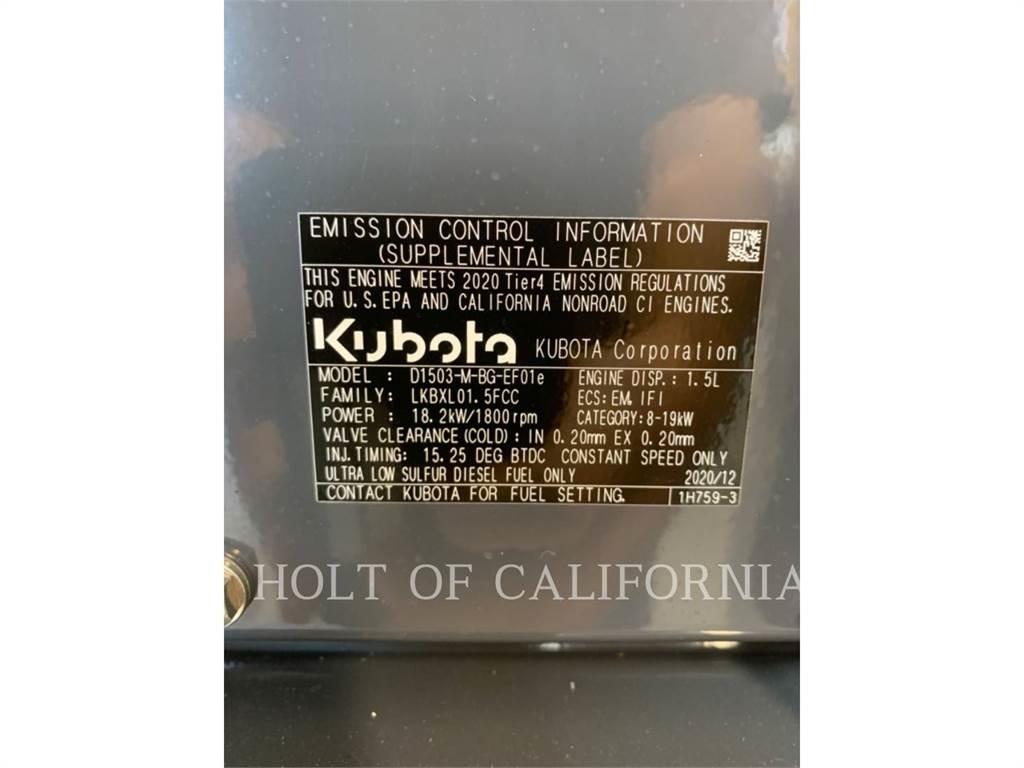 EMISSION CONTROL INFORMATION
(SUPPLEMENTAL LABEL)
THIS ENGINE MEETS 2020 Tier4 EMISSION REGULATIONS
FOR U.S. EPA AND CALIFORNIA NONROAD CI ENGINES.
Kubota KUBOTA Corporation
MODEL : D1503-M-BG-EF01e ENGINE DISP.: 1.5L
FAMILY: LKBXL01.5FCC ECS: EM, IFI
POWER : 18.2kW/1800rpm CATEGORY: 8-19kW
VALVE CLEARANCE (COLD) : IN 0.20mm EX 0.20mm
INJ. TIMING: 15.25 DEG BTDC CONSTANT SPEED ONLY
ULTRA LOW SULFUR DIESEL FUEL ONLY 2020/12
CONTACT KUBOTA FOR FUEL SETTING. 1H759-3
HOLT OF CALIFORNIA